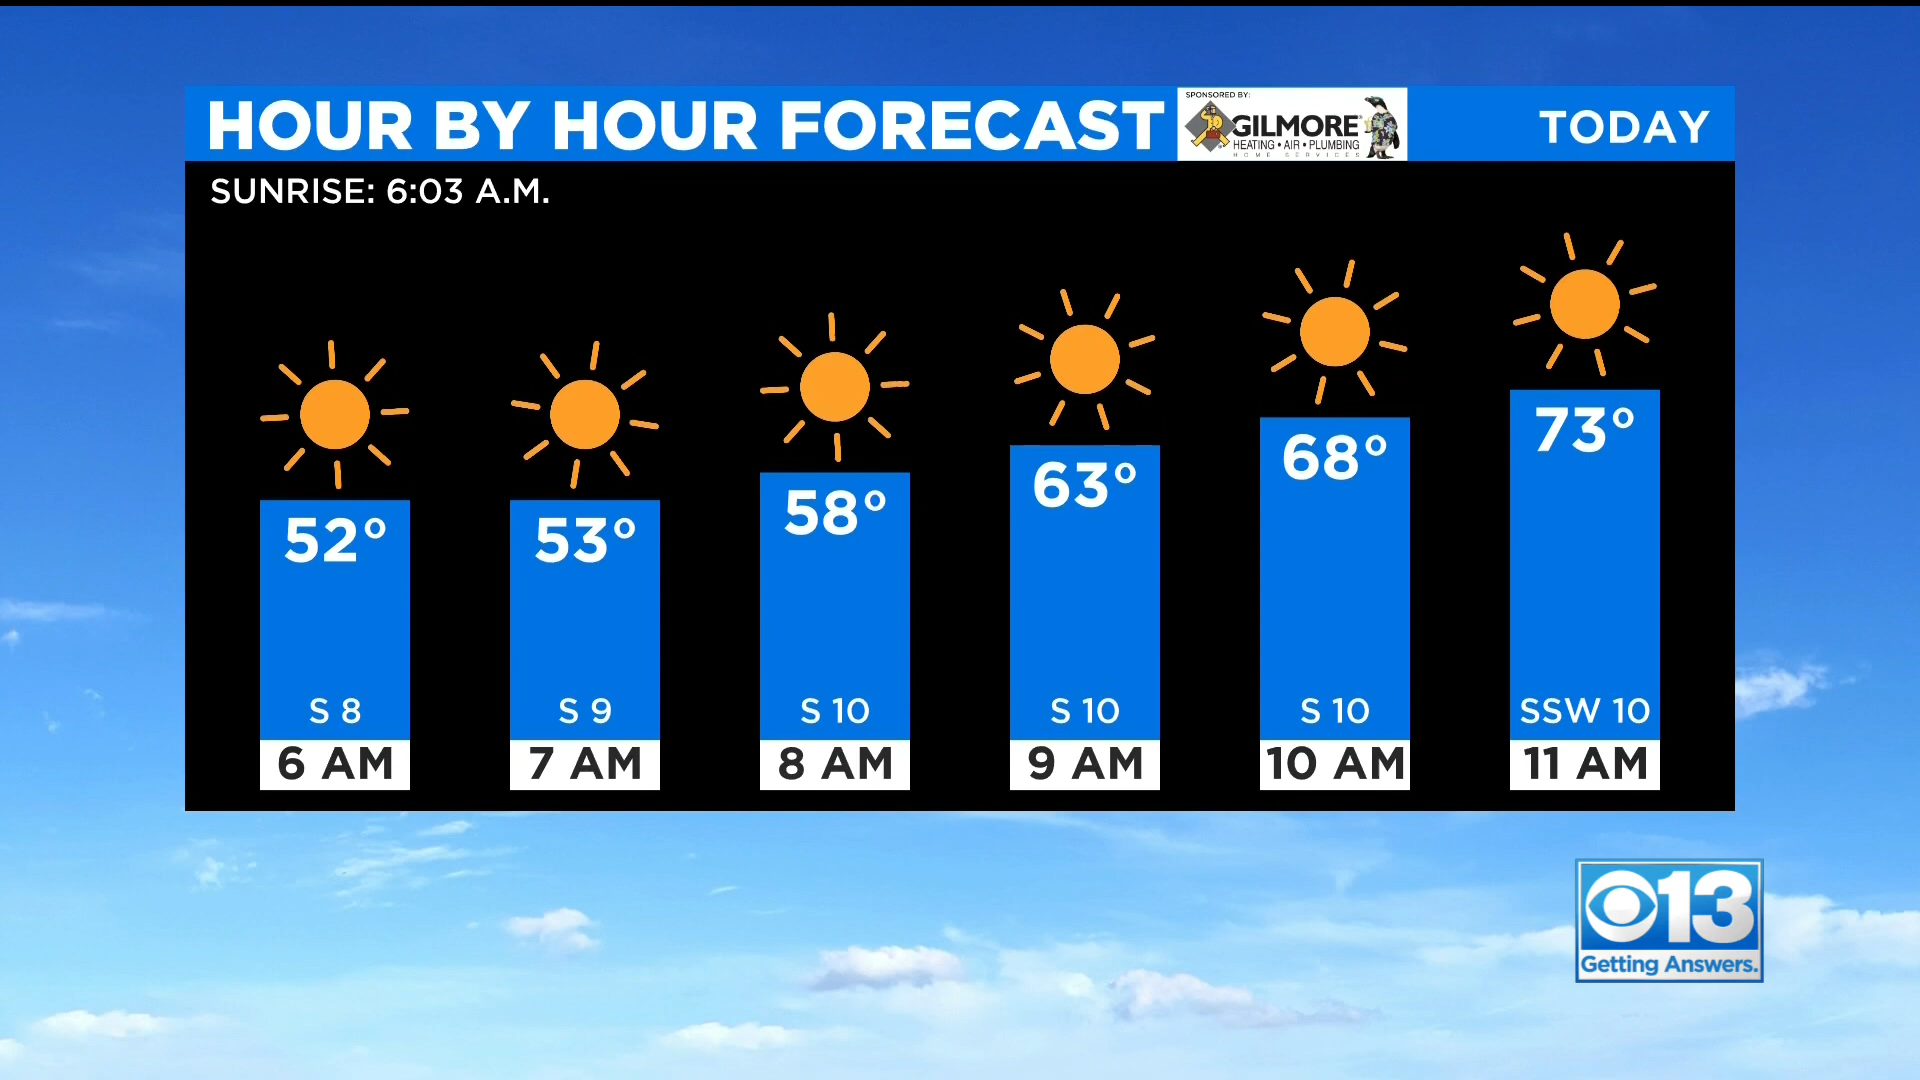 HOUR BY HOUR FORECAST
SPONSORED BY:
GILMORE
HEATING • AIR • PLUMBING
HOME SERVICES
TODAY
SUNRISE: 6:03 A.M.
52° 53° 58° 63° 68° 73°
S 8 S 9 S 10 S 10 S 10 SSW 10
6 AM 7 AM 8 AM 9 AM 10 AM 11 AM
13
Getting Answers.